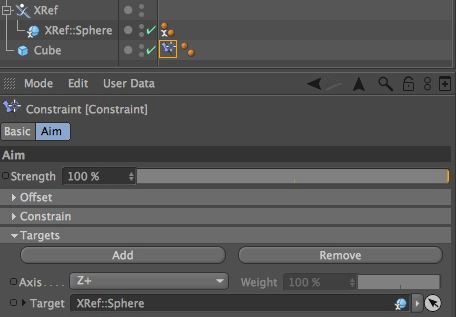 XRef
XRef::Sphere
Cube
Mode Edit User Data
Constraint [Constraint]
Basic Aim
Aim
Strength 100 %
Offset
Constrain
Targets
Add Remove
Axis . . . . Z+ Weight 100 %
Target XRef::Sphere